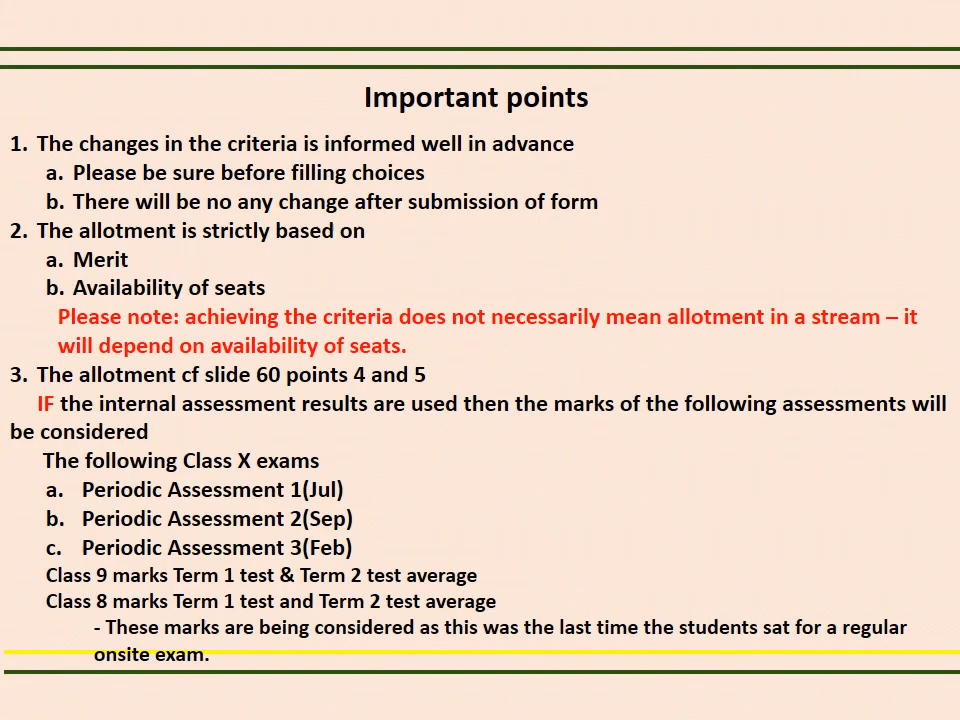 Important points
1. The changes in the criteria is informed well in advance
a. Please be sure before filling choices
b. There will be no any change after submission of form
2. The allotment is strictly based on
a. Merit
b. Availability of seats
Please note: achieving the criteria does not necessarily mean allotment in a stream – it
will depend on availability of seats.
3. The allotment cf slide 60 points 4 and 5
IF the internal assessment results are used then the marks of the following assessments will
be considered
The following Class X exams
a. Periodic Assessment 1(Jul)
b. Periodic Assessment 2(Sep)
c. Periodic Assessment 3(Feb)
Class 9 marks Term 1 test & Term 2 test average
Class 8 marks Term 1 test and Term 2 test average
- These marks are being considered as this was the last time the students sat for a regular
onsite exam.